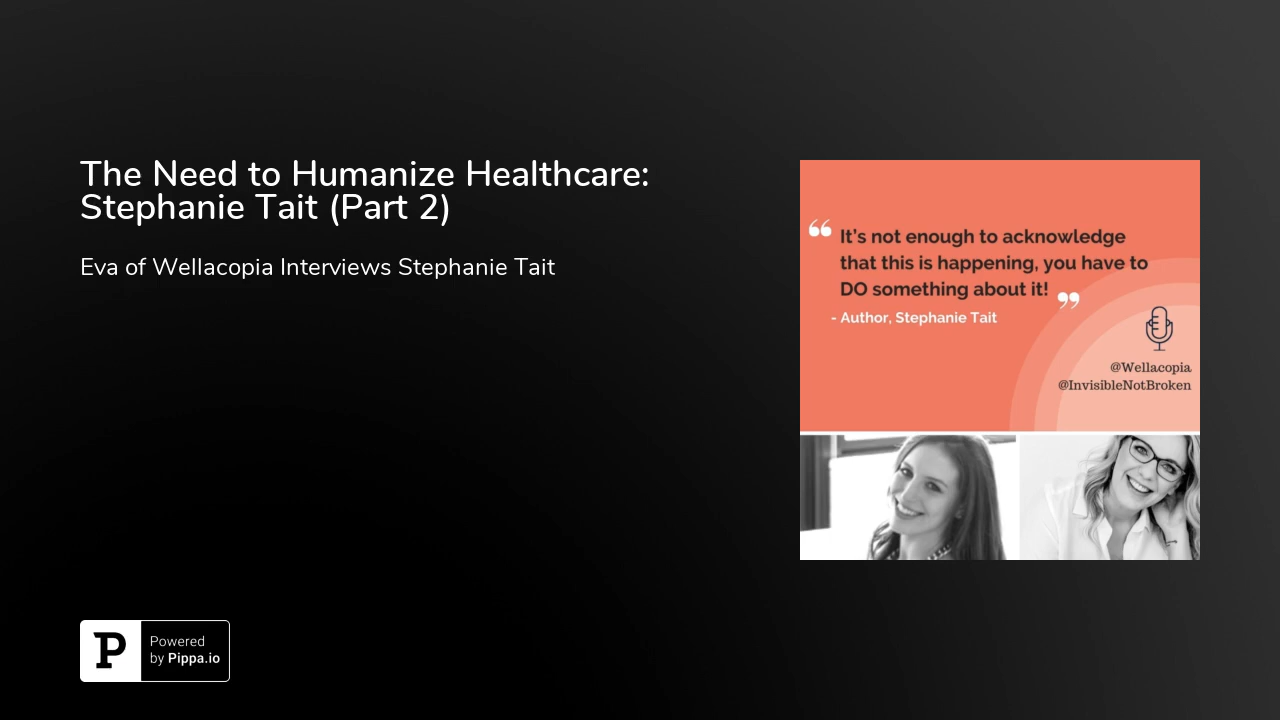 The Need to Humanize Healthcare:
Stephanie Tait (Part 2)
Eva of Wellacopia Interviews Stephanie Tait
“ It’s not enough to acknowledge
that this is happening, you have to
DO something about it! ”
- Author, Stephanie Tait
@Wellacopia
@InvisibleNotBroken
P
Powered
by Pippa.io